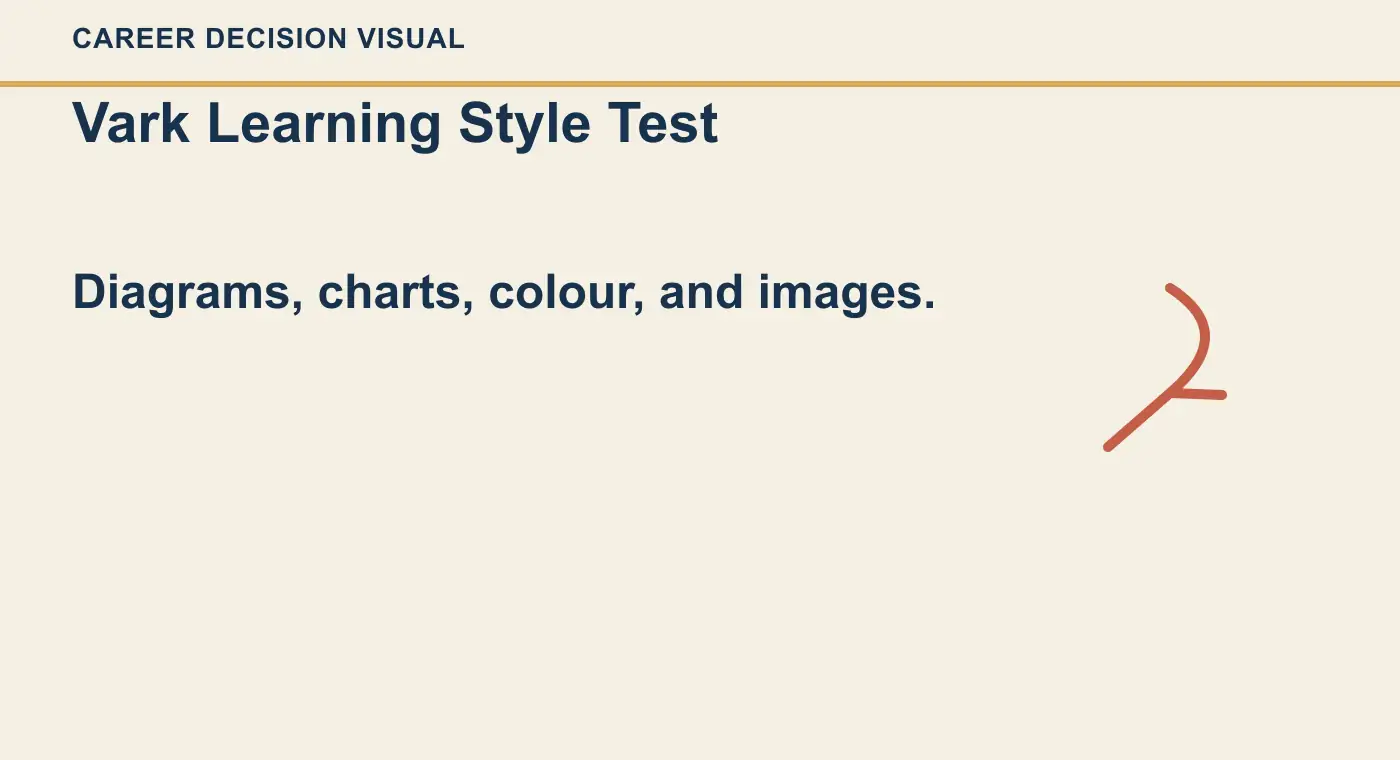 CAREER DECISION VISUAL
Vark Learning Style Test
Diagrams, charts, colour, and images.